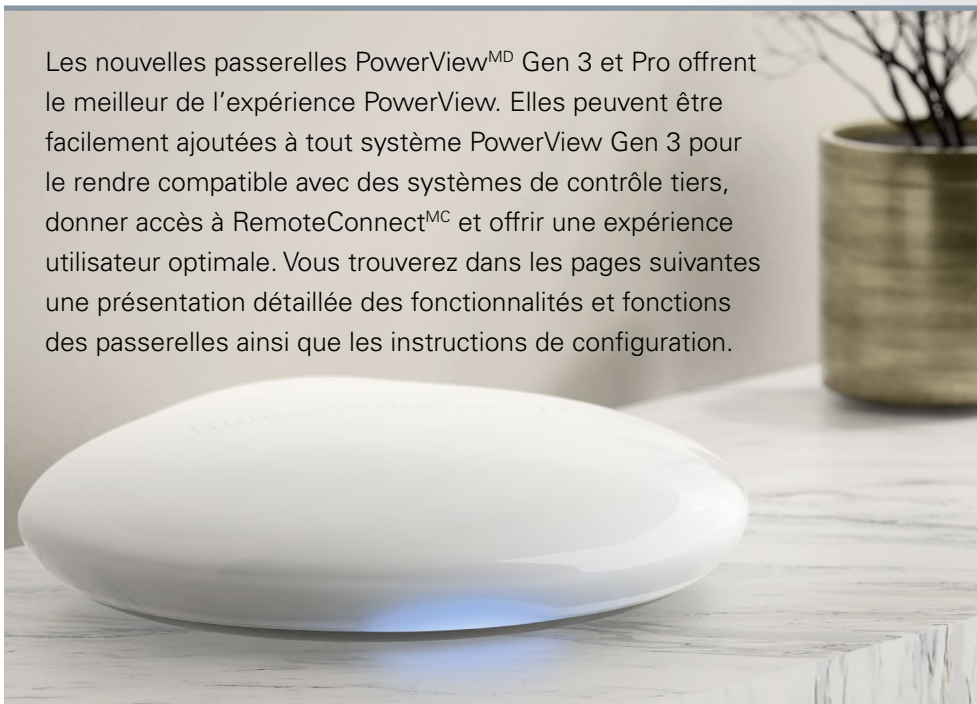 Les nouvelles passerelles PowerViewᴹᴰ Gen 3 et Pro offrent
le meilleur de l’expérience PowerView. Elles peuvent être
facilement ajoutées à tout système PowerView Gen 3 pour
le rendre compatible avec des systèmes de contrôle tiers,
donner accès à RemoteConnectᴹᶜ et offrir une expérience
utilisateur optimale. Vous trouverez dans les pages suivantes
une présentation détaillée des fonctionnalités et fonctions
des passerelles ainsi que les instructions de configuration.